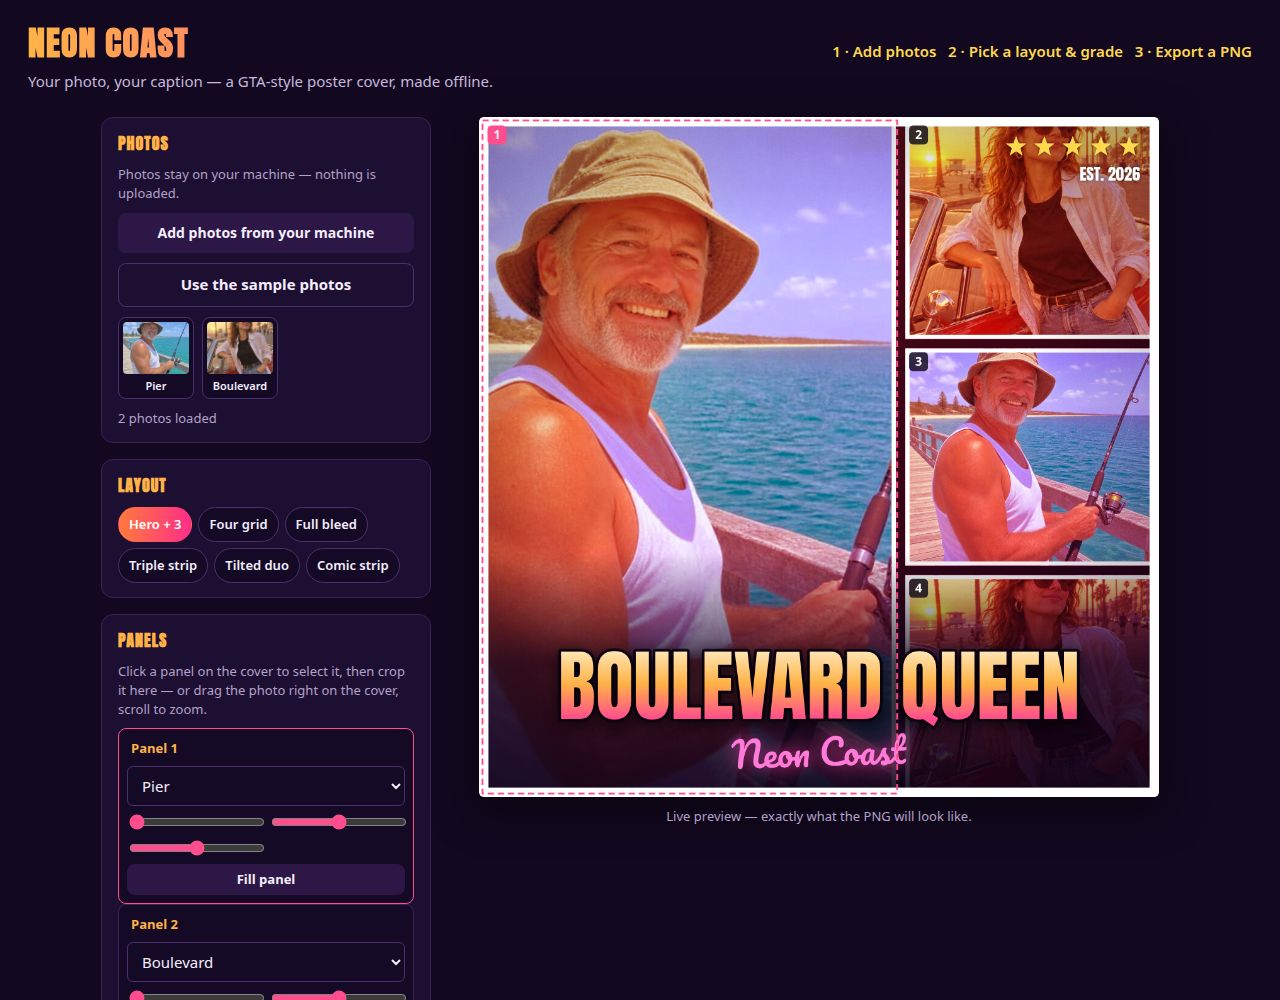 NEON COAST
Your photo, your caption — a GTA-style poster cover, made offline.
1 · Add photos 2 · Pick a layout & grade 3 · Export a PNG
PHOTOS
Photos stay on your machine — nothing is
uploaded.
Add photos from your machine
Use the sample photos
Pier
Boulevard
2 photos loaded
LAYOUT
Hero + 3
Four grid
Full bleed
Triple strip
Tilted duo
Comic strip
PANELS
Click a panel on the cover to select it, then crop
it here — or drag the photo right on the cover,
scroll to zoom.
Panel 1
Pier
Fill panel
Panel 2
Boulevard
1
2
EST. 2026
3
4
BOULEVARD QUEEN
Neon Coast
Live preview — exactly what the PNG will look like.